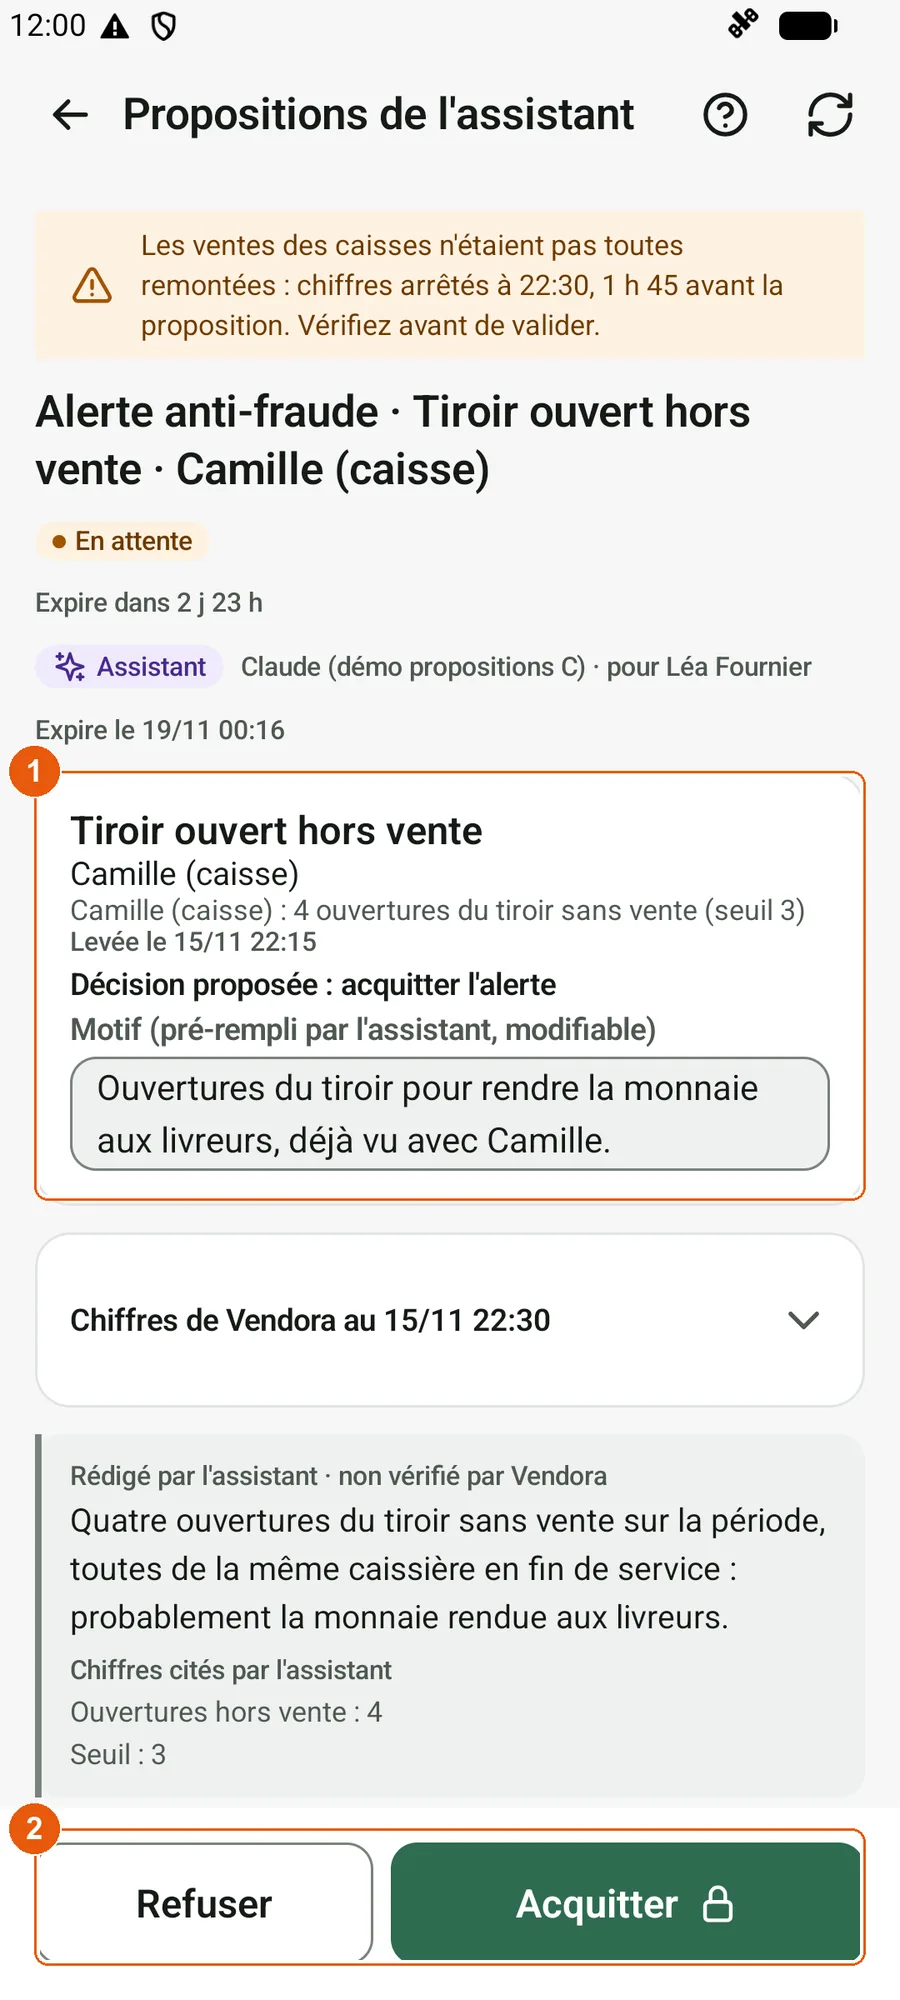 12:00
Propositions de l'assistant
Les ventes des caisses n'étaient pas toutes
remontées : chiffres arrêtés à 22:30, 1 h 45 avant la
proposition. Vérifiez avant de valider.
Alerte anti-fraude · Tiroir ouvert hors
vente · Camille (caisse)
En attente
Expire dans 2 j 23 h
Assistant Claude (démo propositions C) · pour Léa Fournier
Expire le 19/11 00:16
1
Tiroir ouvert hors vente
Camille (caisse)
Camille (caisse) : 4 ouvertures du tiroir sans vente (seuil 3)
Levée le 15/11 22:15
Décision proposée : acquitter l'alerte
Motif (pré-rempli par l'assistant, modifiable)
Ouvertures du tiroir pour rendre la monnaie
aux livreurs, déjà vu avec Camille.
Chiffres de Vendora au 15/11 22:30
Rédigé par l'assistant · non vérifié par Vendora
Quatre ouvertures du tiroir sans vente sur la période,
toutes de la même caissière en fin de service :
probablement la monnaie rendue aux livreurs.
Chiffres cités par l'assistant
Ouvertures hors vente : 4
Seuil : 3
2
Refuser Acquitter